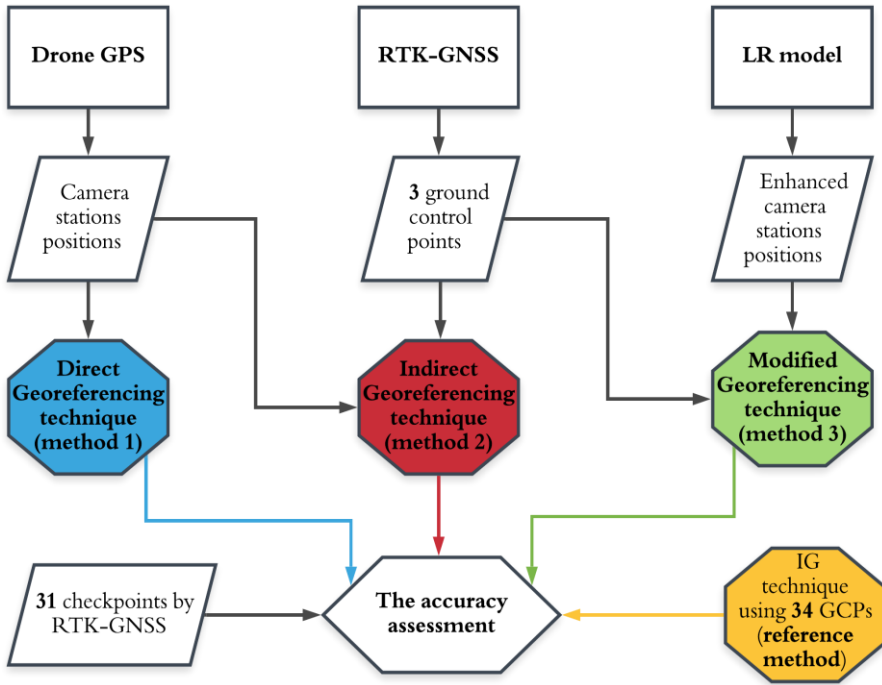 Drone GPS
RTK-GNSS
LR model
Camera
stations
positions
3 ground
control
points
Enhanced
camera
stations
positions
Direct
Georeferencing
technique
(method 1)
Indirect
Georeferencing
technique
(method 2)
Modified
Georeferencing
technique
(method 3)
31 checkpoints by
RTK-GNSS
The accuracy
assessment
IG
technique
using 34 GCPs
(reference
method)